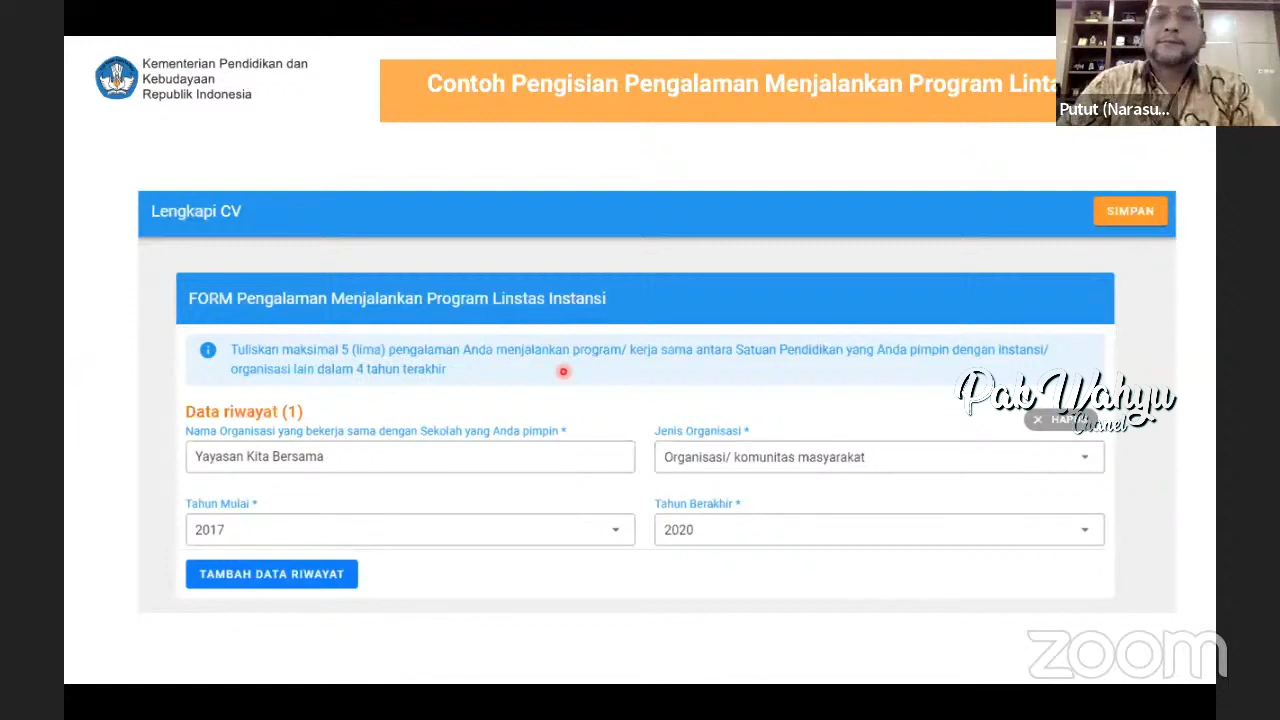 Kementerian Pendidikan dan
Kebudayaan
Republik Indonesia
Contoh Pengisian Pengalaman Menjalankan Program
Putut (Narasu...
Lengkapi CV
SIMPAN
FORM Pengalaman Menjalankan Program Linstas Instansi
Tuliskan maksimal 5 (lima) pengalaman Anda menjalankan program/ kerja sama antara Satuan Pendidikan yang Anda pimpin dengan instansi/
organisasi lain dalam 4 tahun terakhir
Pak Wahyu
Chanel
Data riwayat (1)
Nama Organisasi yang bekerja sama dengan Sekolah yang Anda pimpin *
Jenis Organisasi *
Yayasan Kita Bersama
Organisasi/ komunitas masyarakat
Tahun Mulai *
Tahun Berakhir *
2017
2020
TAMBAH DATA RIWAYAT
zoom